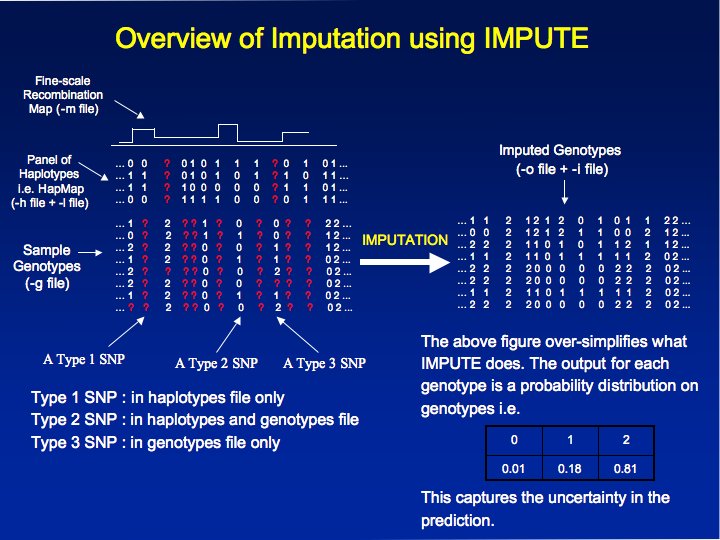 Overview of Imputation using IMPUTE
Fine-scale
Recombination
Map (-m file)
Panel of
Haplotypes
i.e. HapMap
(-h file + -l file)
... 0 0 ? 0 1 0 1 1 1 ? 0 1 0 1 ...
... 1 1 ? 0 1 0 1 0 1 ? 1 0 1 1 ...
... 1 1 ? 1 0 0 0 0 0 ? 1 1 0 1 ...
... 0 0 ? 1 1 1 1 0 0 ? 0 1 0 1 ...
Sample
Genotypes
(-g file)
... 1 ? 2 ? ? 1 ? 0 ? 0 ? ? 2 2 ...
... 0 ? 2 ? ? 1 ? 1 ? 0 ? ? 1 2 ...
... 2 ? 2 ? ? 0 ? 0 ? 1 ? ? 1 2 ...
... 1 ? 2 ? ? 0 ? 1 ? 1 ? ? 0 2 ...
... 2 ? ? ? ? 0 ? 0 ? 2 ? ? 0 2 ...
... 2 ? 2 ? ? 0 ? 0 ? ? ? ? 0 2 ...
... 1 ? 2 ? ? 0 ? 1 ? 1 ? ? 0 2 ...
... ? ? 2 ? ? 0 ? 0 ? 2 ? ? 0 2 ...
A Type 1 SNP
A Type 2 SNP
A Type 3 SNP
Type 1 SNP : in haplotypes file only
Type 2 SNP : in haplotypes and genotypes file
Type 3 SNP : in genotypes file only
IMPUTATION
Imputed Genotypes
(-o file + -i file)
... 1 1 2 1 2 1 2 0 1 0 1 1 2 2 ...
... 0 0 2 1 2 1 2 1 1 0 0 2 1 2 ...
... 2 2 2 1 1 0 1 0 1 1 2 1 1 2 ...
... 1 1 2 1 1 0 1 1 1 1 1 2 0 2 ...
... 2 2 2 2 0 0 0 0 0 2 2 2 0 2 ...
... 2 2 2 2 0 0 0 0 0 2 2 2 0 2 ...
... 1 1 2 1 1 0 1 1 1 1 1 2 0 2 ...
... 2 2 2 2 0 0 0 0 0 2 2 2 0 2 ...
The above figure over-simplifies what
IMPUTE does. The output for each
genotype is a probability distribution on
genotypes i.e.
0 1 2
0.01 0.18 0.81
This captures the uncertainty in the
prediction.